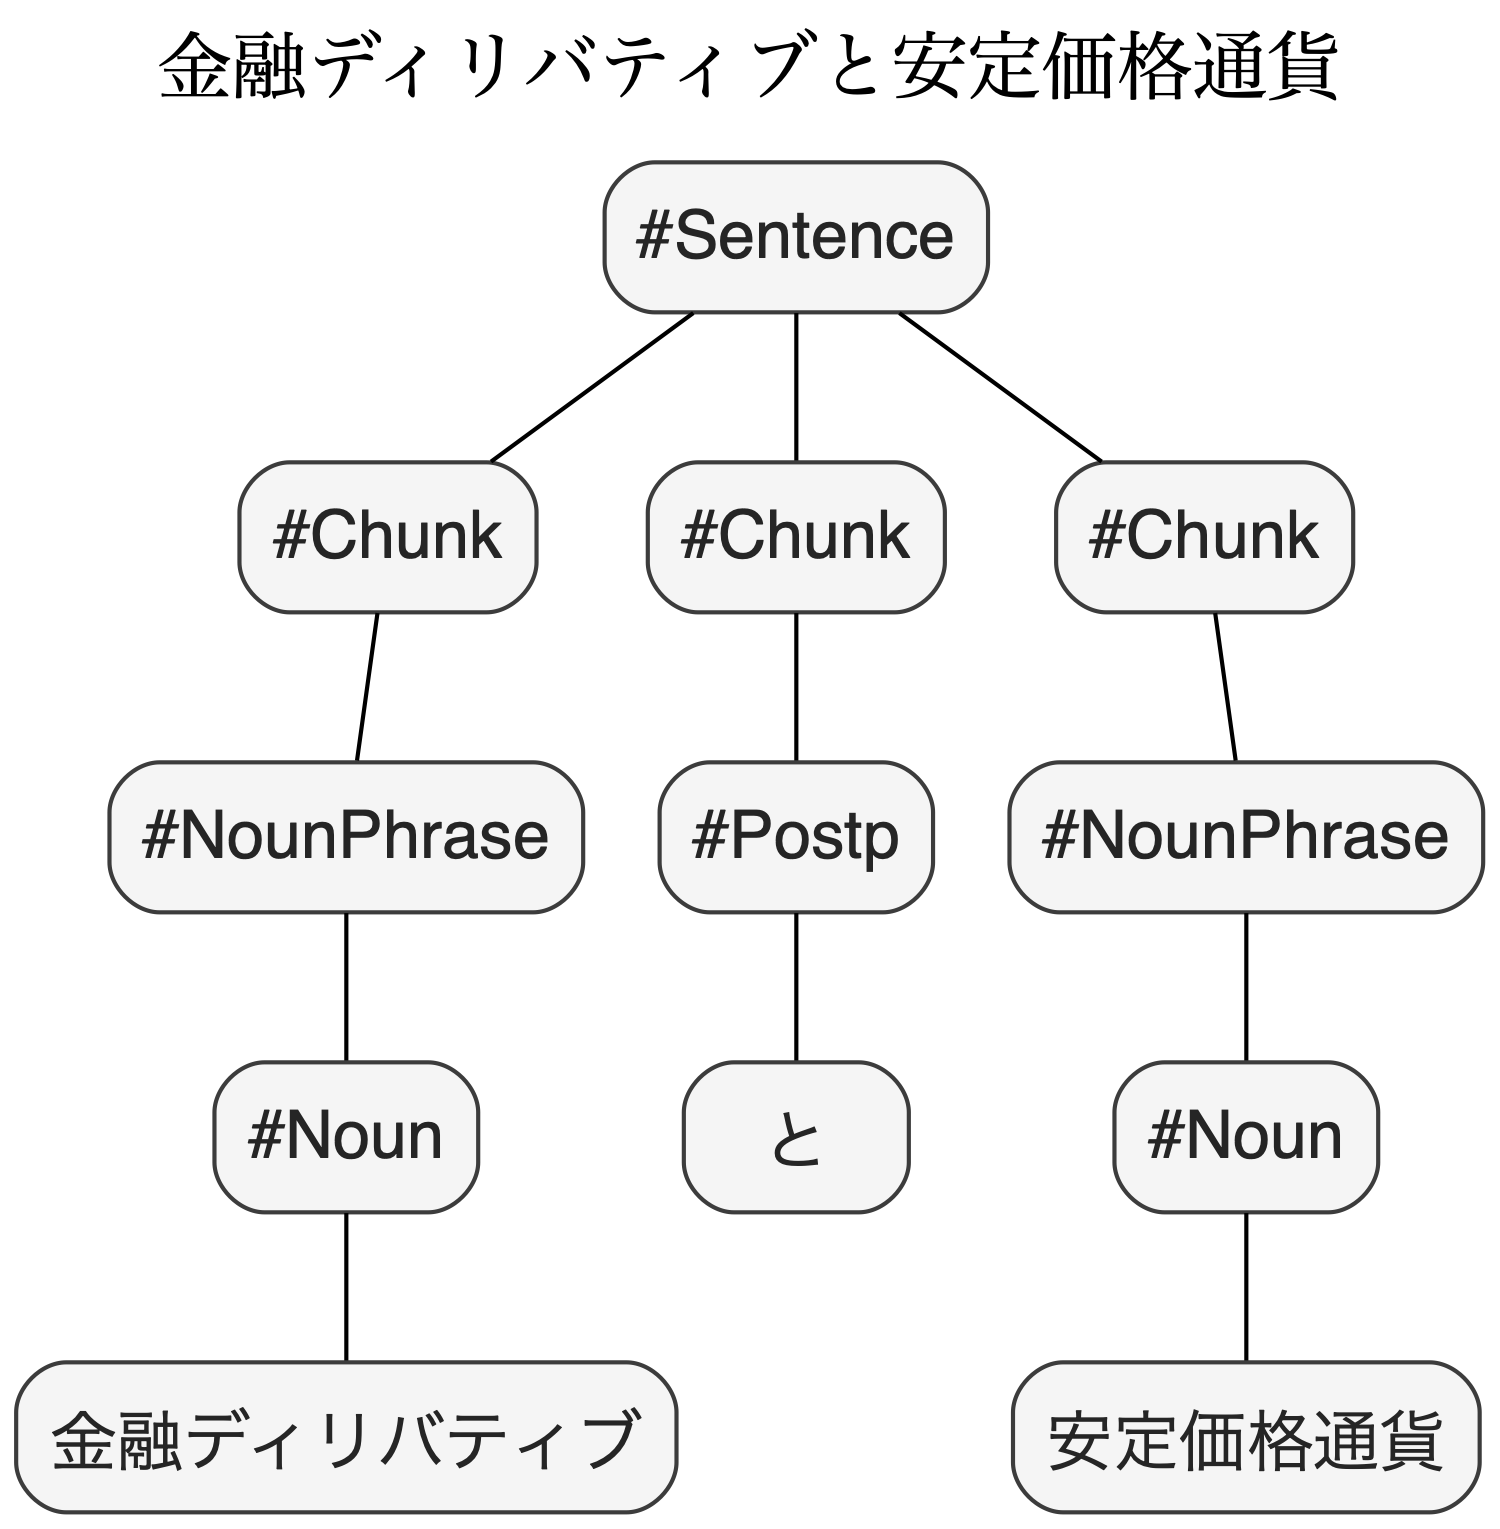 金融ディリバティブと安定価格通貨
#Sentence
#Chunk #Chunk #Chunk
#NounPhrase #Postp #NounPhrase
#Noun と #Noun
金融ディリバティブ 安定価格通貨